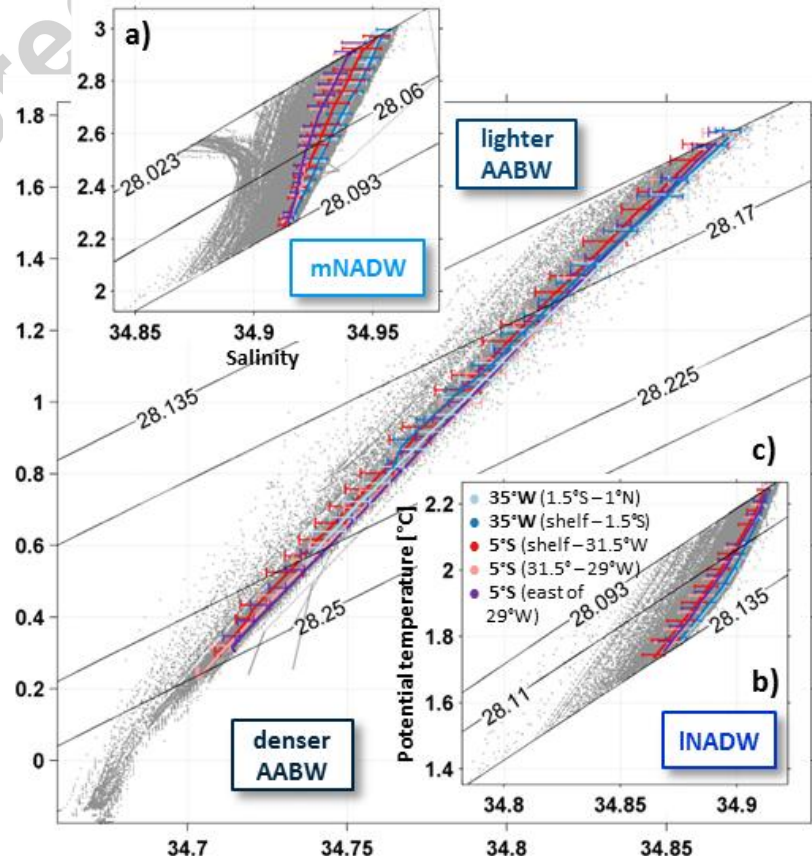 a)
3
2.8
2.6
2.4
2.2
2
28.023
28.06
28.093
mNADW
34.85
34.9
34.95
Salinity
lighter
AABW
1.8
1.6
1.4
1.2
1
0.8
0.6
0.4
0.2
0
28.17
28.135
28.225
28.25
denser
AABW
c)
Potential temperature [°C]
2.2
2
1.8
1.6
1.4
35°W (1.5°S – 1°N)
35°W (shelf – 1.5°S)
5°S (shelf – 31.5°W
5°S (31.5° – 29°W)
5°S (east of
29°W)
28.093
28.135
28.11
b)
lNADW
34.8
34.85
34.9
34.7
34.75
34.8
34.85